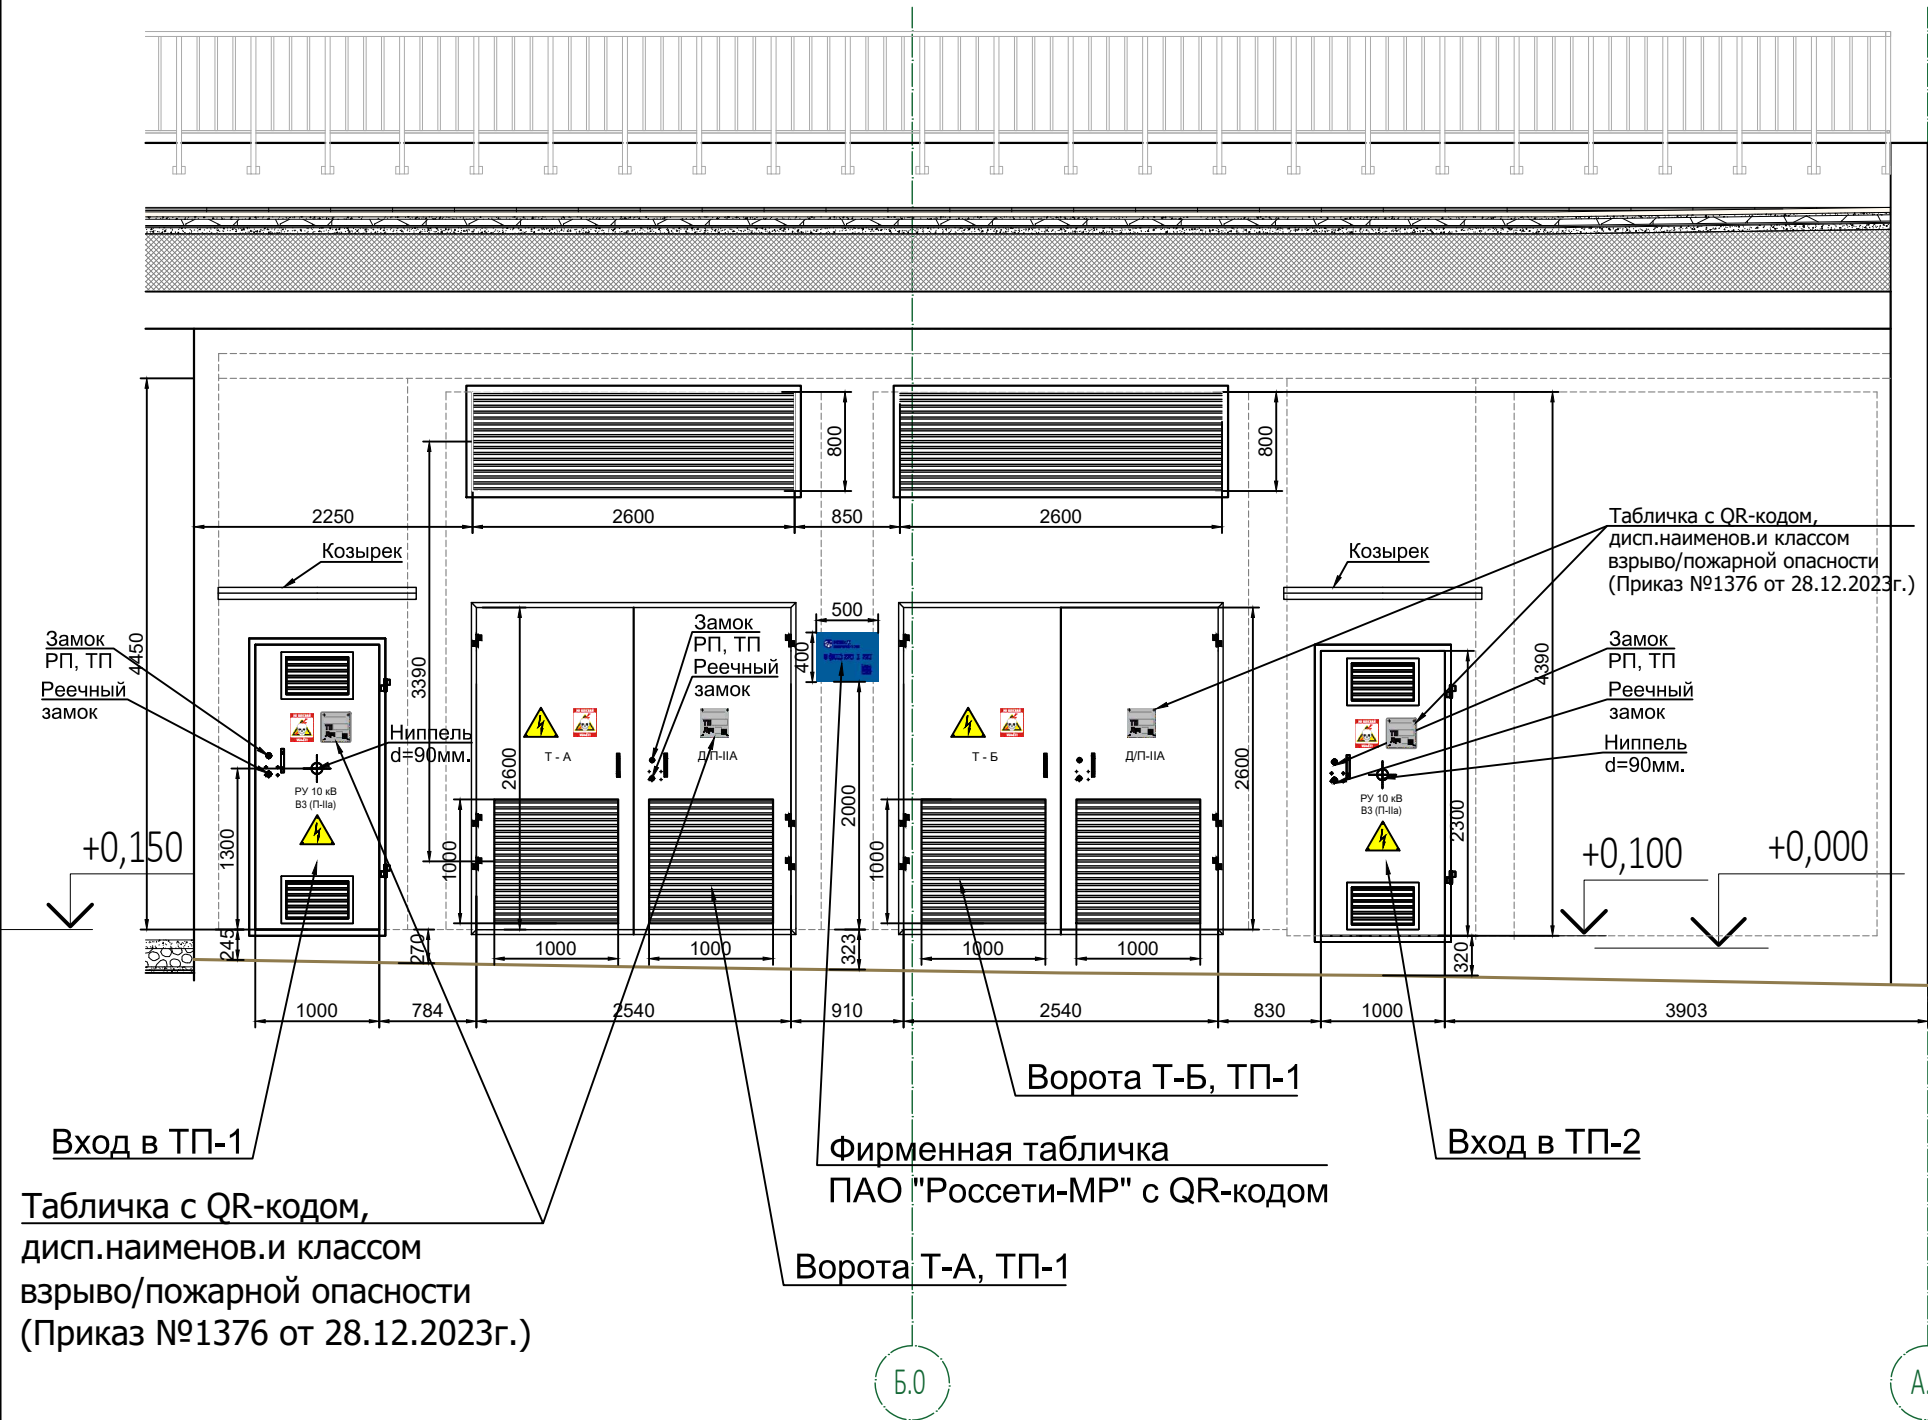 2250
2600
850
2600
800
800
Козырек
Козырек
Табличка с QR-кодом,
дисп.наименов.и классом
взрыво/пожарной опасности
(Приказ №1376 от 28.12.2023г.)
4450
3390
4390
500
400
Замок
РП, ТП
Реечный
замок
Замок
РП, ТП
Реечный
замок
Замок
РП, ТП
Реечный
замок
Ниппель
d=90мм.
Ниппель
d=90мм.
Т - А
Д/П-IIА
Т - Б
Д/П-IIА
РУ 10 кВ
В3 (П-IIa)
РУ 10 кВ
В3 (П-IIa)
2600
2000
2600
2300
1300
1000
1000
+0,150
+0,100
+0,000
245
270
323
320
1000
1000
1000
1000
1000
784
2540
910
2540
830
1000
3903
Ворота Т-Б, ТП-1
Вход в ТП-1
Фирменная табличка
ПАО "Россети-МР" с QR-кодом
Вход в ТП-2
Табличка с QR-кодом,
дисп.наименов.и классом
взрыво/пожарной опасности
(Приказ №1376 от 28.12.2023г.)
Ворота Т-А, ТП-1
Б.0
А.